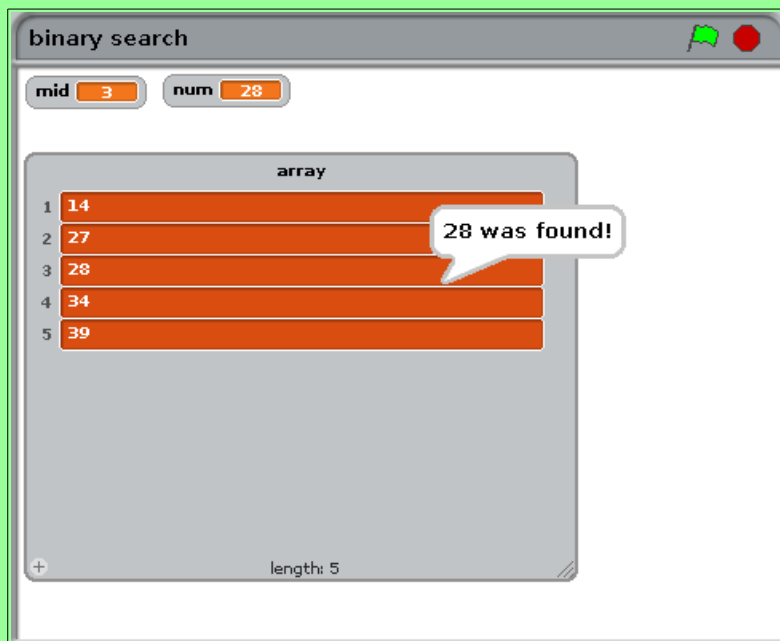 binary search
mid 3 num 28
array
1 14
28 was found!
2 27
3 28
4 34
5 39
+ length: 5